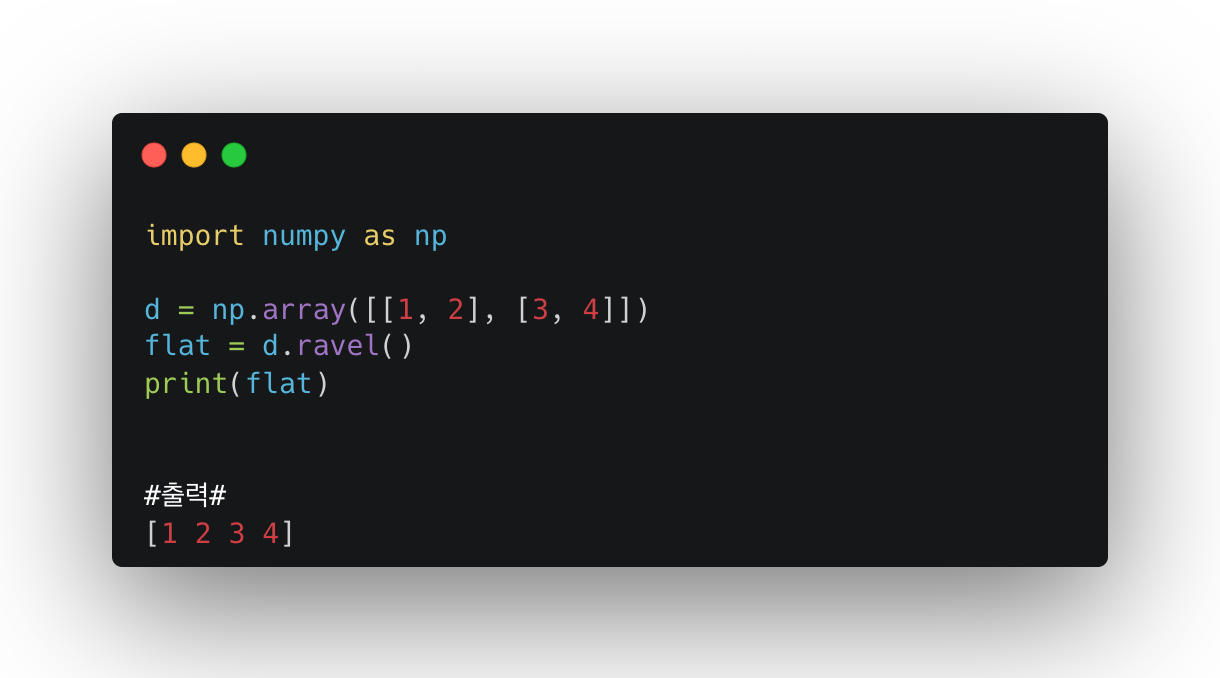 import numpy as np
d = np.array([[1, 2], [3, 4]])
flat = d.ravel()
print(flat)
#출력#
[1 2 3 4]